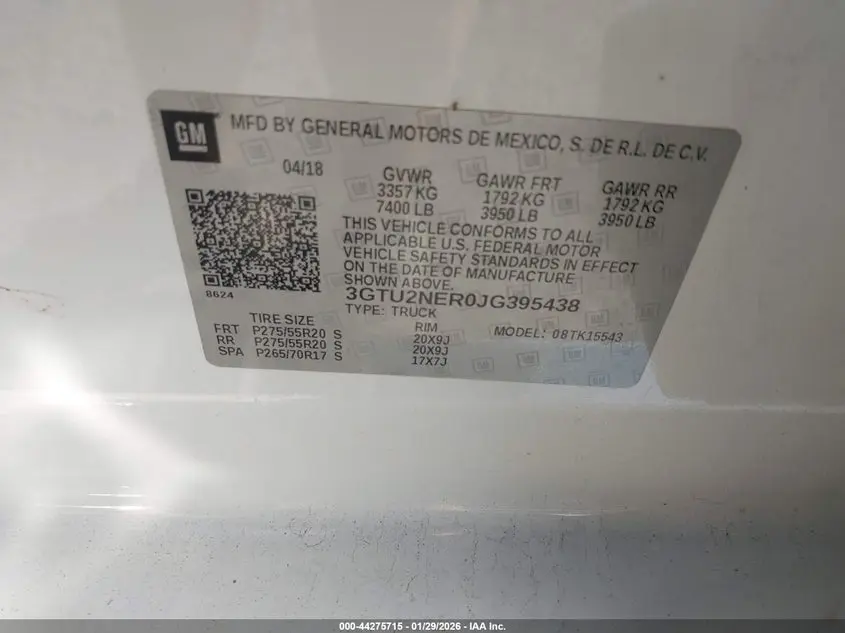 GM MFD BY GENERAL MOTORS DE MEXICO, S. DE R.L. DE C.V.
04/18 GVWR GAWR FRT GAWR RR
3357 KG 1792 KG 1792 KG
7400 LB 3950 LB 3950 LB
THIS VEHICLE CONFORMS TO ALL
APPLICABLE U.S. FEDERAL MOTOR
VEHICLE SAFETY STANDARDS IN EFFECT
ON THE DATE OF MANUFACTURE
SHOWN ABOVE.
8624
3GTU2NER0JG395438
TYPE: TRUCK
TIRE SIZE RIM MODEL: 08TK15543
FRT P275/55R20 S 20X9J
RR P275/55R20 S 20X9J
SPA P265/70R17 S 17X7J
000-44275715 - 01/29/2026 - IAA Inc.